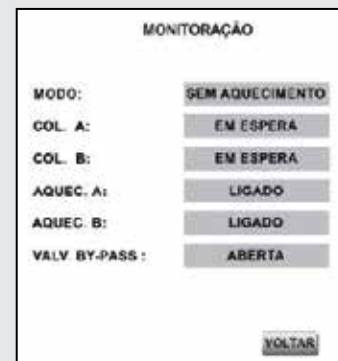 MONITORAÇÃO
MODO: SEM AQUECIMENTO
COL. A: EM ESPERA
COL. B: EM ESPERA
AQUEC. A: LIGADO
AQUEC. B: LIGADO
VALV. BY-PASS : ABERTA
VOLTAR